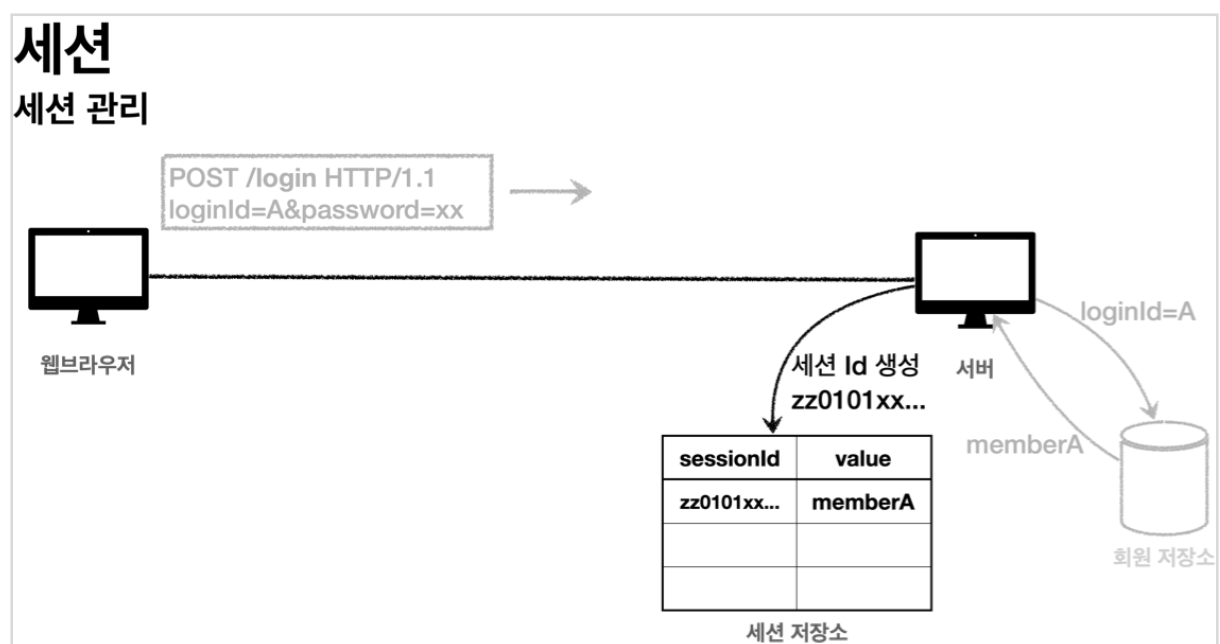 세션
세션 관리
POST /login HTTP/1.1
loginId=A&password=xx
웹브라우저
서버
loginId=A
세션 Id 생성
zz0101xx...
memberA
sessionId value
zz0101xx... memberA
세션 저장소
회원 저장소